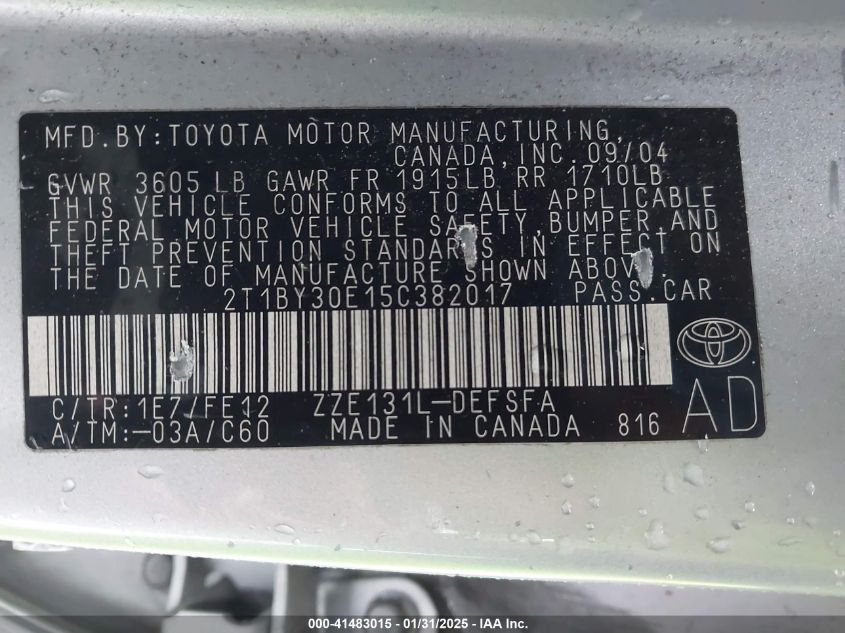 MFD.BY:TOYOTA MOTOR MANUFACTURING,
CANADA,INC. 09/04
GVWR 3605 LB GAWR FR 1915LB RR 1710LB
THIS VEHICLE CONFORMS TO ALL APPLICABLE
FEDERAL MOTOR VEHICLE SAFETY,BUMPER,AND
THEFT PREVENTION STANDARDS IN EFFECT ON
THE DATE OF MANUFACTURE SHOWN ABOVE.
2T1BY30E15C382017 PASS.CAR
C/TR:1E7/FE12 ZZE131L-DEFSFA
A/TM:-03A/C60 MADE IN CANADA 816
AD
000-41483015 - 01/31/2025 - IAA Inc.